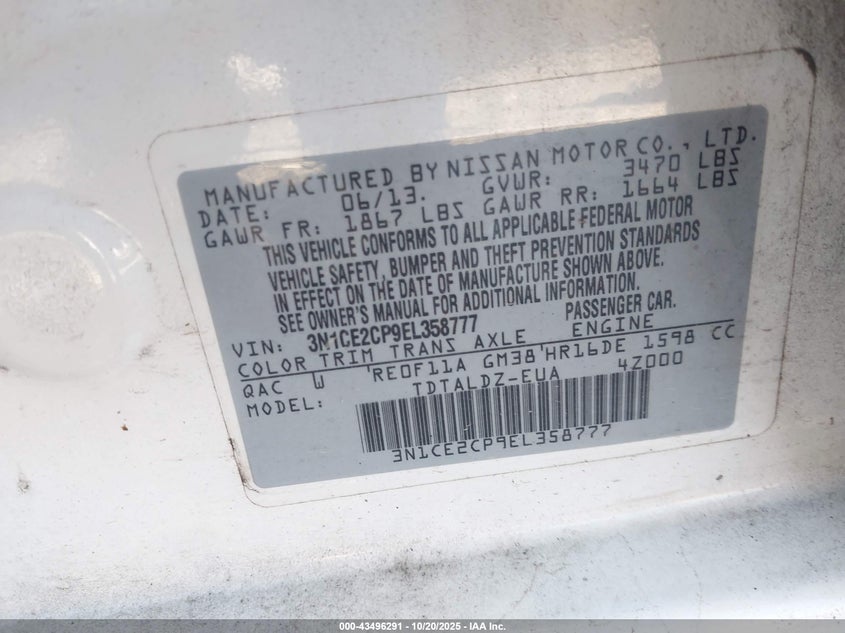 MANUFACTURED BY NISSAN MOTOR CO., LTD.
DATE: 06/13. GVWR: 3470 LBS
GAWR FR: 1867 LBS GAWR RR: 1664 LBS
THIS VEHICLE CONFORMS TO ALL APPLICABLE FEDERAL MOTOR
VEHICLE SAFETY, BUMPER AND THEFT PREVENTION STANDARDS
IN EFFECT ON THE DATE OF MANUFACTURE SHOWN ABOVE.
SEE OWNER'S MANUAL FOR ADDITIONAL INFORMATION.
VIN: 3N1CE2CP9EL358777 PASSENGER CAR.
COLOR TRIM TRANS AXLE ENGINE
QAC W RE0F11A GM38 HR16DE 1598 CC
MODEL: TDTALDZ-EUA 4Z000
3N1CE2CP9EL358777
000-43496291 - 10/20/2025 - IAA Inc.